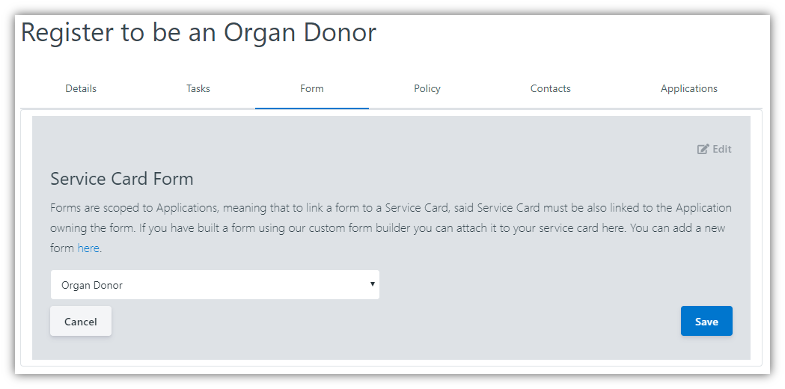 Register to be an Organ Donor
Details Tasks Form Policy Contacts Applications
Edit
Service Card Form
Forms are scoped to Applications, meaning that to link a form to a Service Card, said Service Card must be also linked to the Application
owning the form. If you have built a form using our custom form builder you can attach it to your service card here. You can add a new
form here.
Organ Donor
Cancel Save